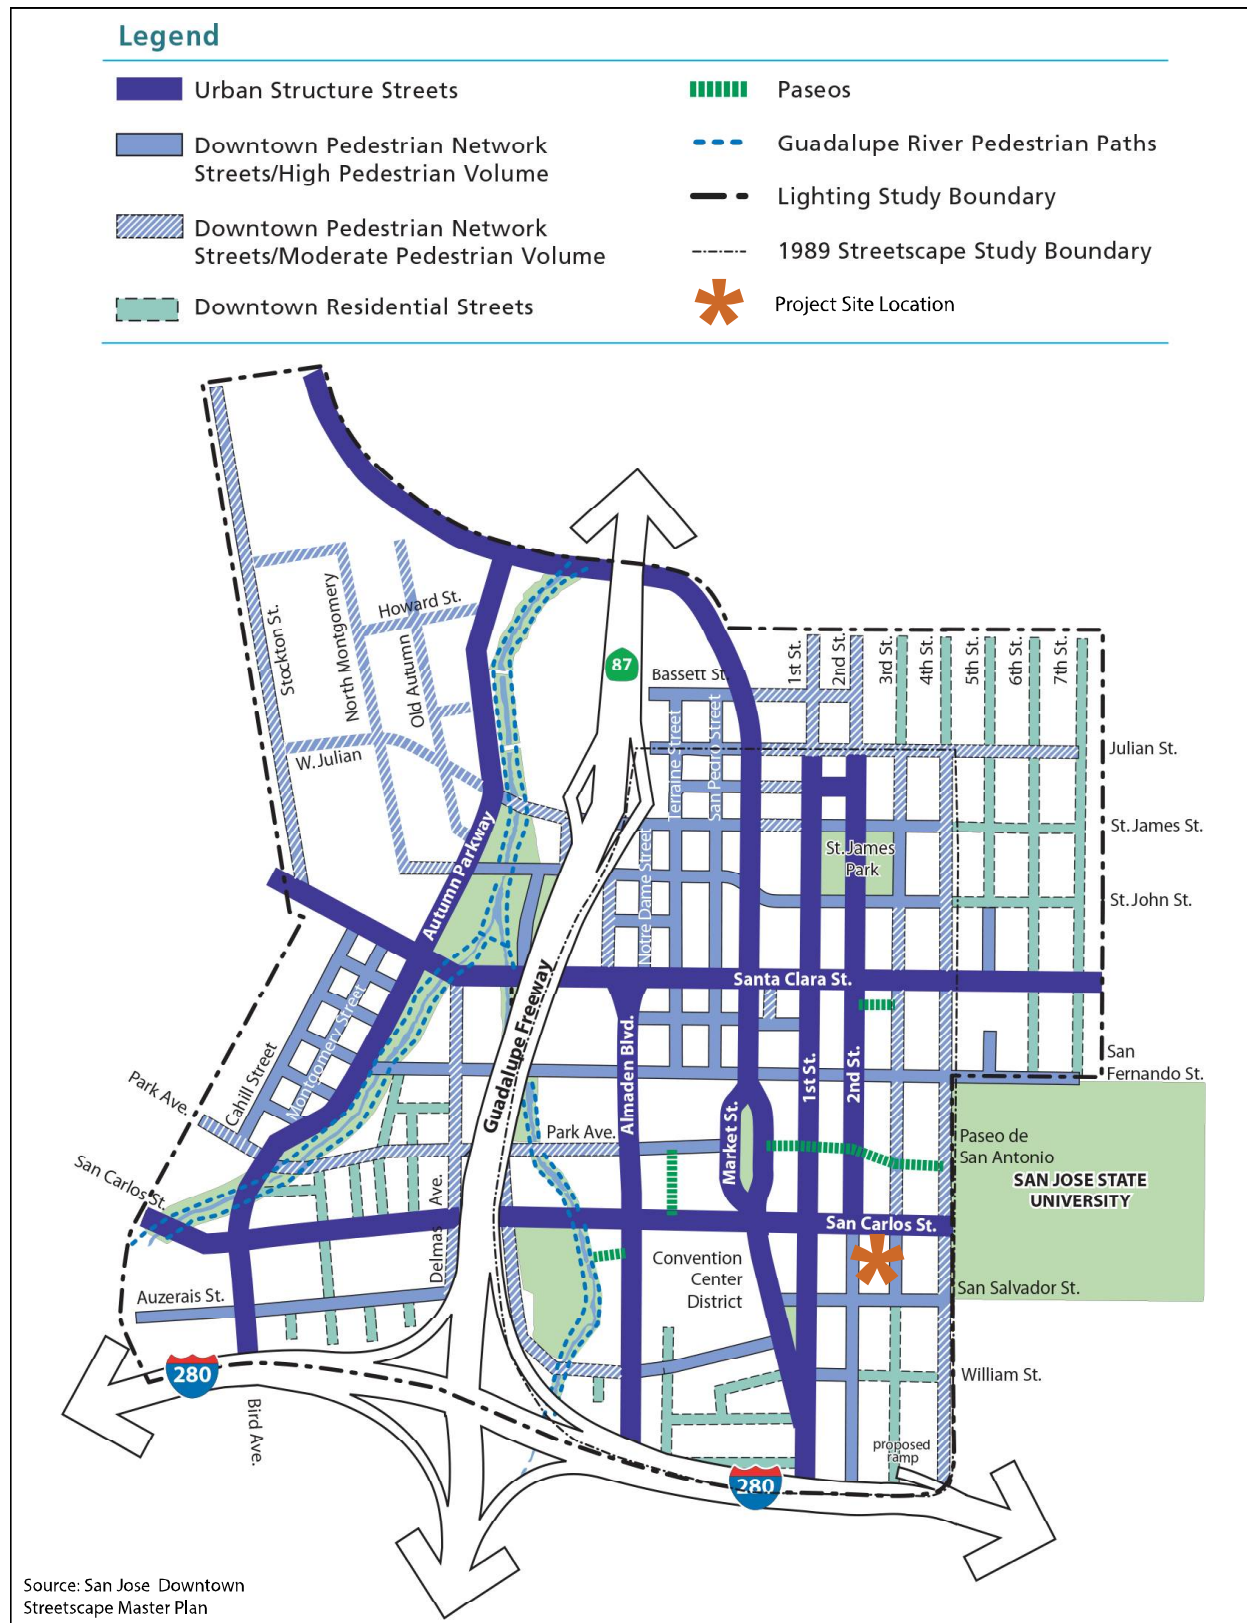 Legend
Urban Structure Streets
Downtown Pedestrian Network
Streets/High Pedestrian Volume
Downtown Pedestrian Network
Streets/Moderate Pedestrian Volume
Downtown Residential Streets
Paseos
Guadalupe River Pedestrian Paths
Lighting Study Boundary
1989 Streetscape Study Boundary
Project Site Location
Stockton St.
North Montgomery
Howard St.
Old Autumn
W. Julian
87
Bassett St.
1st St.
2nd St.
3rd St.
4th St.
5th St.
6th St.
7th St.
Terraine Street
San Pedro Street
Julian St.
St. James St.
St. James
Park
Notre Dame Street
St. John St.
Autumn Parkway
Santa Clara St.
Guadalupe Freeway
Almaden Blvd.
Market St.
1st St.
2nd St.
San
Fernando St.
Montgomery Street
Cahill Street
Park Ave.
Park Ave.
Paseo de
San Antonio
SAN JOSE STATE
UNIVERSITY
San Carlos St.
San Carlos St.
Delmas Ave.
Convention
Center
District
San Salvador St.
Auzerais St.
280
Bird Ave.
William St.
proposed
ramp
280
Source: San Jose Downtown
Streetscape Master Plan